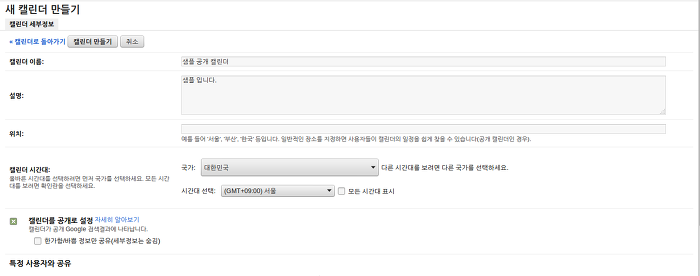 새 캘린더 만들기
캘린더 세부정보
« 캘린더로 돌아가기 캘린더 만들기 취소
캘린더 이름: 샘플 공개 캘린더
설명: 샘플 입니다.
위치:
예를 들어 '서울', '부산', '한국' 등입니다. 일반적인 장소를 지정하면 사용자들이 캘린더의 일정을 쉽게 찾을 수 있습니다(공개 캘린더인 경우).
캘린더 시간대:
올바른 시간대를 선택하려면 먼저 국가를 선택하세요. 모든 시간
대를 보려면 확인란을 선택하세요.
국가: 대한민국 다른 시간대를 보려면 다른 국가를 선택하세요.
시간대 선택: (GMT+09:00) 서울 모든 시간대 표시
캘린더를 공개로 설정 자세히 알아보기
캘린더가 공개 Google 검색결과에 나타납니다.
한가함/바쁨 정보만 공유(세부정보는 숨김)
특정 사용자와 공유